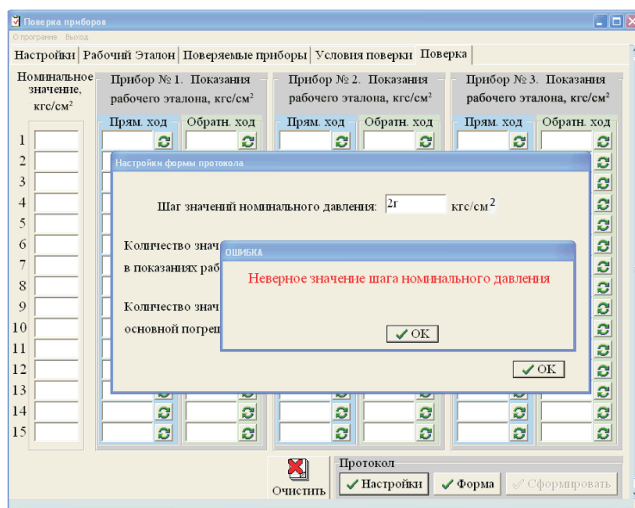 Поверка приборов
О программе Выход
Настройки Рабочий Эталон Поверяемые приборы Условия поверки Поверка
Номинальное значение, кгс/см²
Прибор № 1. Показания рабочего эталона, кгс/см²
Прибор № 2. Показания рабочего эталона, кгс/см²
Прибор № 3. Показания рабочего эталона, кгс/см²
Прям. ход Обратн. ход Прям. ход Обратн. ход Прям. ход Обратн. ход
1
2
3
4
5
6
7
8
9
10
11
12
13
14
15
Настройки формы протокола
Шаг значений номинального давления: 2г кгс/см2
Количество знач
в показаниях раб
Количество знач
основной погреш
ОШИБКА
Неверное значение шага номинального давления
OK
OK
Очистить
Протокол
Настройки Форма Сформировать